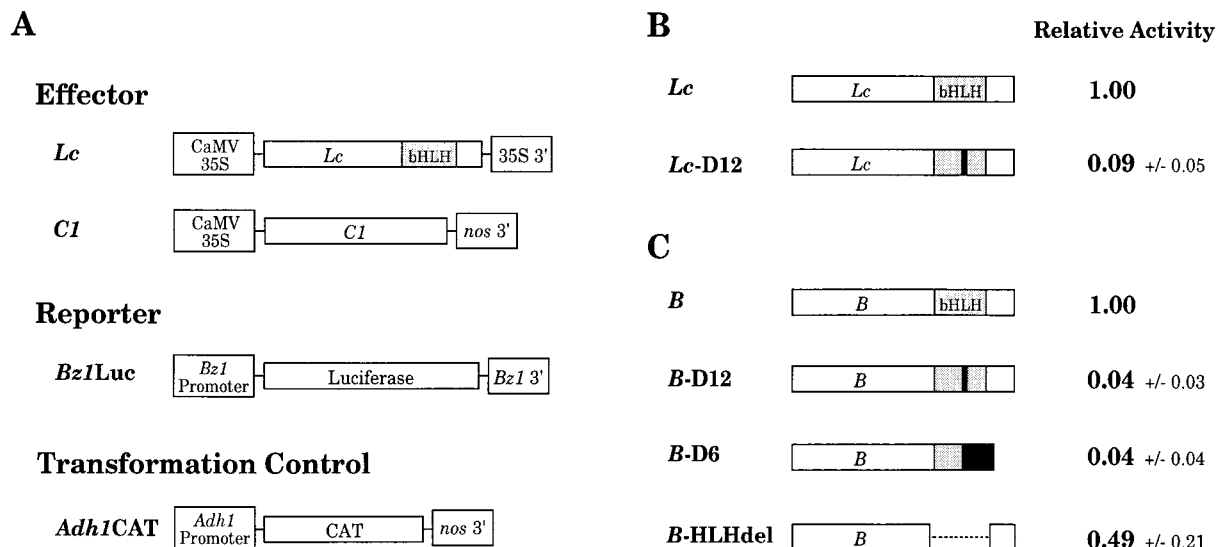 A
Effector
Lc
CaMV
35S
Lc
bHLH
35S 3'
C1
CaMV
35S
C1
nos 3'
Reporter
Bz1Luc
Bz1
Promoter
Luciferase
Bz1 3'
Transformation Control
Adh1CAT
Adh1
Promoter
CAT
nos 3'
B
Relative Activity
Lc
Lc
bHLH
1.00
Lc-D12
Lc
0.09 +/- 0.05
C
B
B
bHLH
1.00
B-D12
B
0.04 +/- 0.03
B-D6
B
0.04 +/- 0.04
B-HLHdel
B
0.49 +/- 0.21